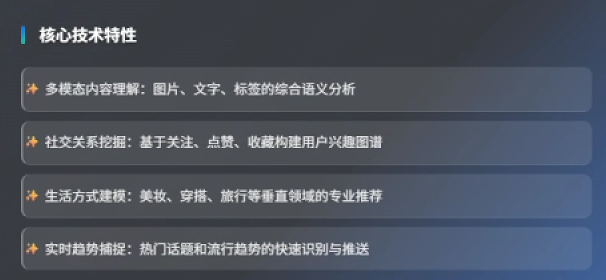 核心技术特性
✨ 多模态内容理解：图片、文字、标签的综合语义分析
✨ 社交关系挖掘：基于关注、点赞、收藏构建用户兴趣图谱
✨ 生活方式建模：美妆、穿搭、旅行等垂直领域的专业推荐
✨ 实时趋势捕捉：热门话题和流行趋势的快速识别与推送